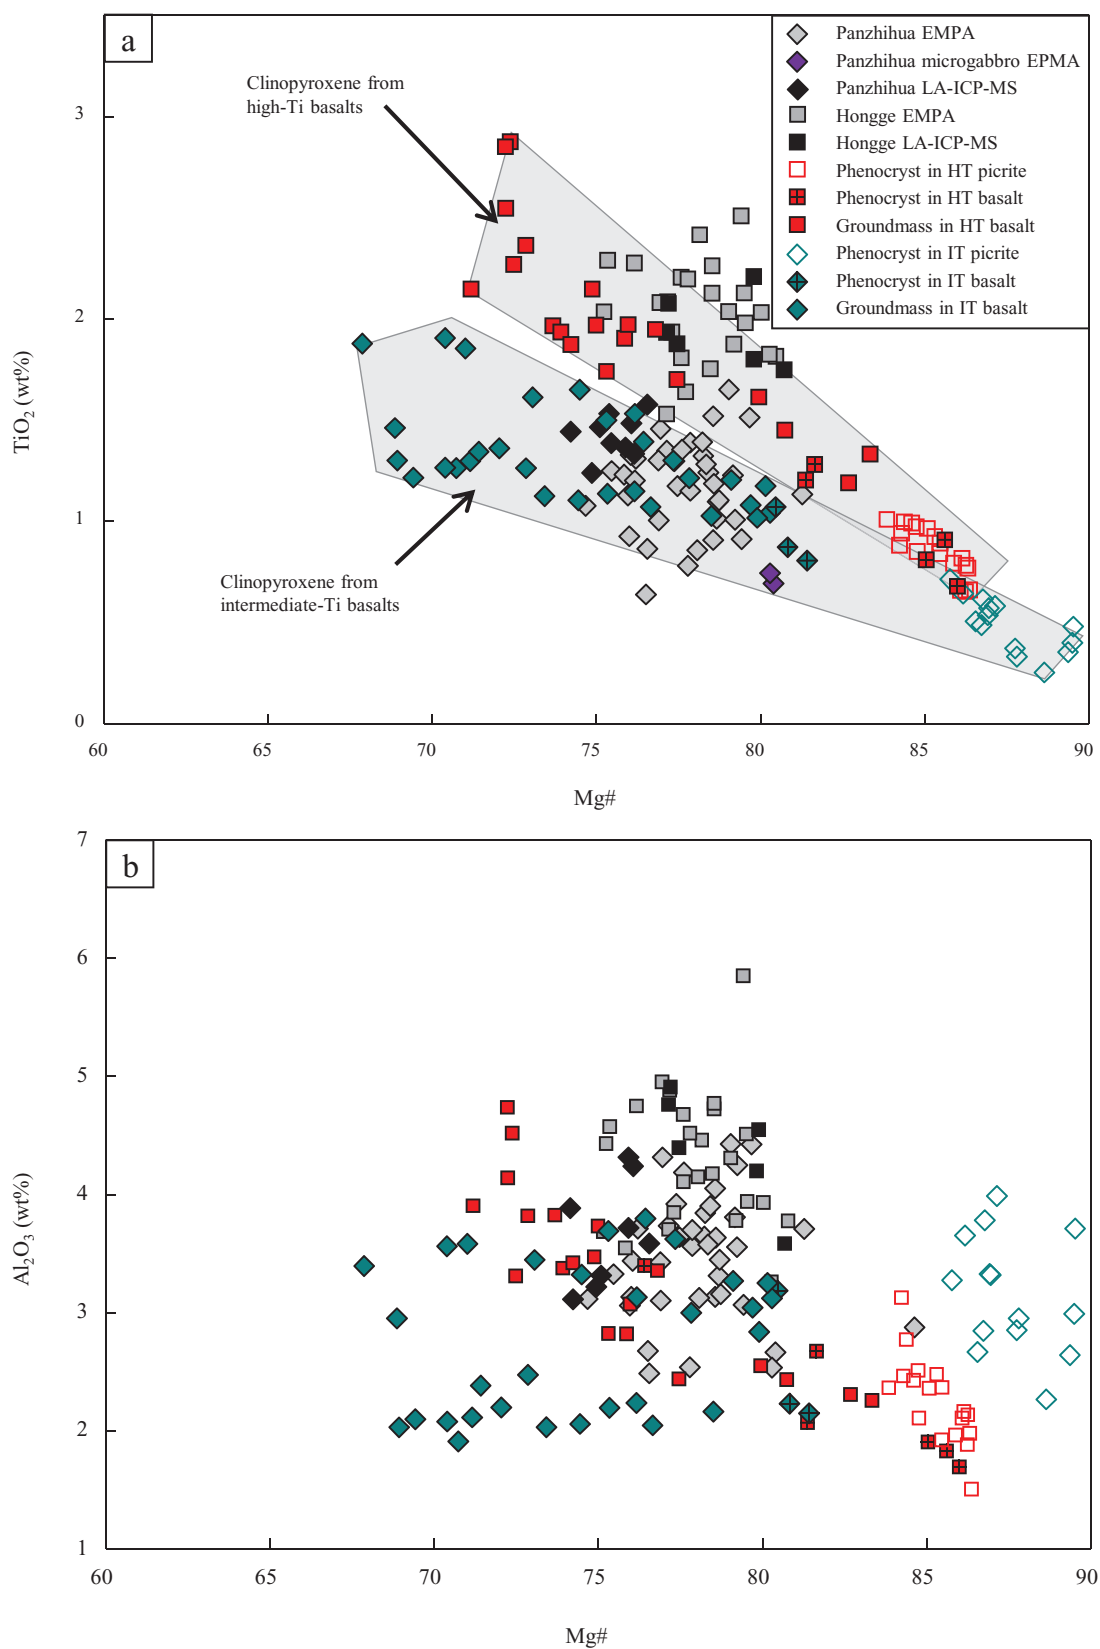 a
Clinopyroxene from
high-Ti basalts
Panzhihua EMPA
Panzhihua microgabbro EPMA
Panzhihua LA-ICP-MS
Hongge EMPA
Hongge LA-ICP-MS
Phenocryst in HT picrite
Phenocryst in HT basalt
Groundmass in HT basalt
Phenocryst in IT picrite
Phenocryst in IT basalt
Groundmass in IT basalt
3
2
1
0
TiO2 (wt%)
Clinopyroxene from
intermediate-Ti basalts
60 70 75 80 85 90
Mg#
b
7
6
5
4
3
2
1
Al2O3 (wt%)
60 70 75 80 85 90
Mg#